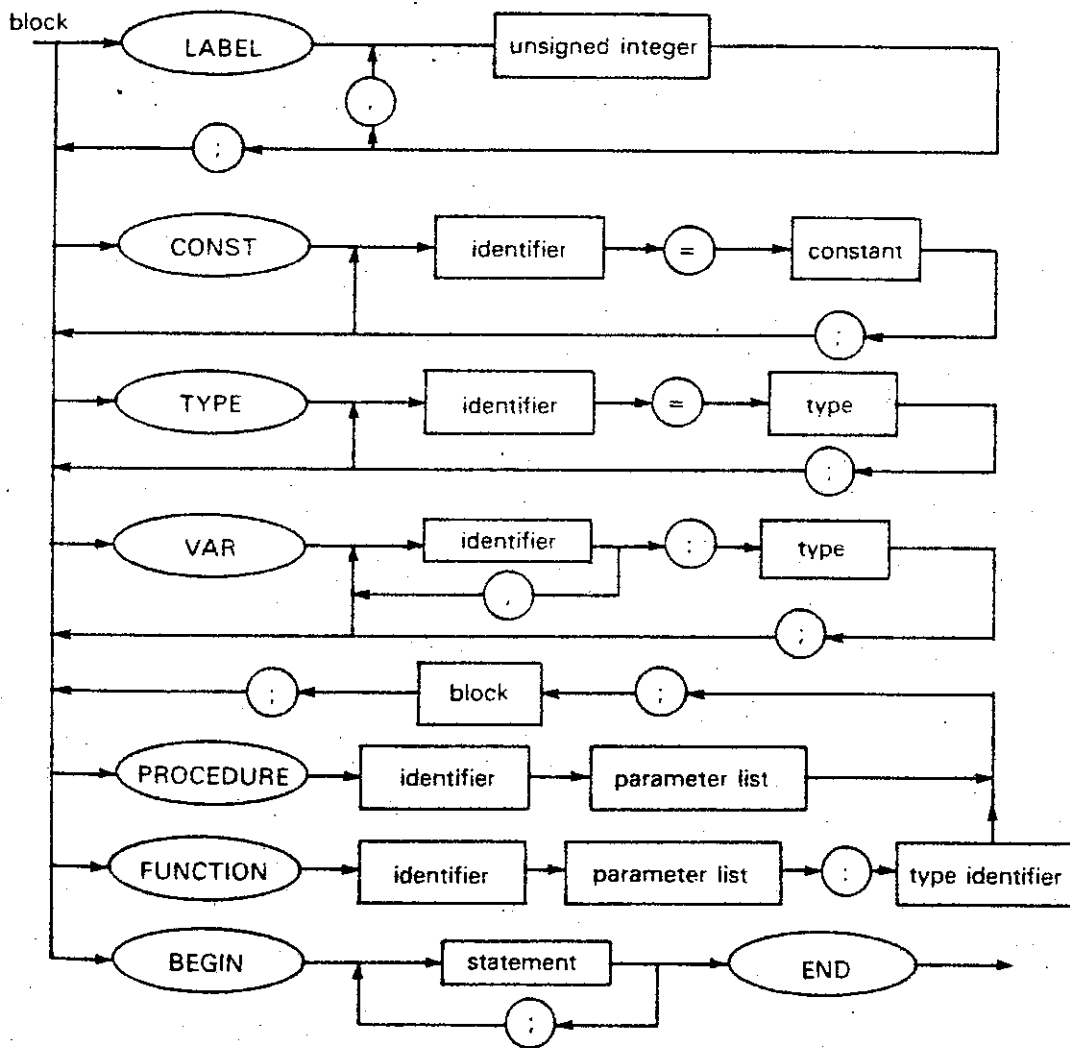 block
LABEL unsigned integer
,
;
CONST identifier = constant
;
TYPE identifier = type
;
VAR identifier : type
,
;
; block ;
PROCEDURE identifier parameter list
FUNCTION identifier parameter list : type identifier
BEGIN statement END
;